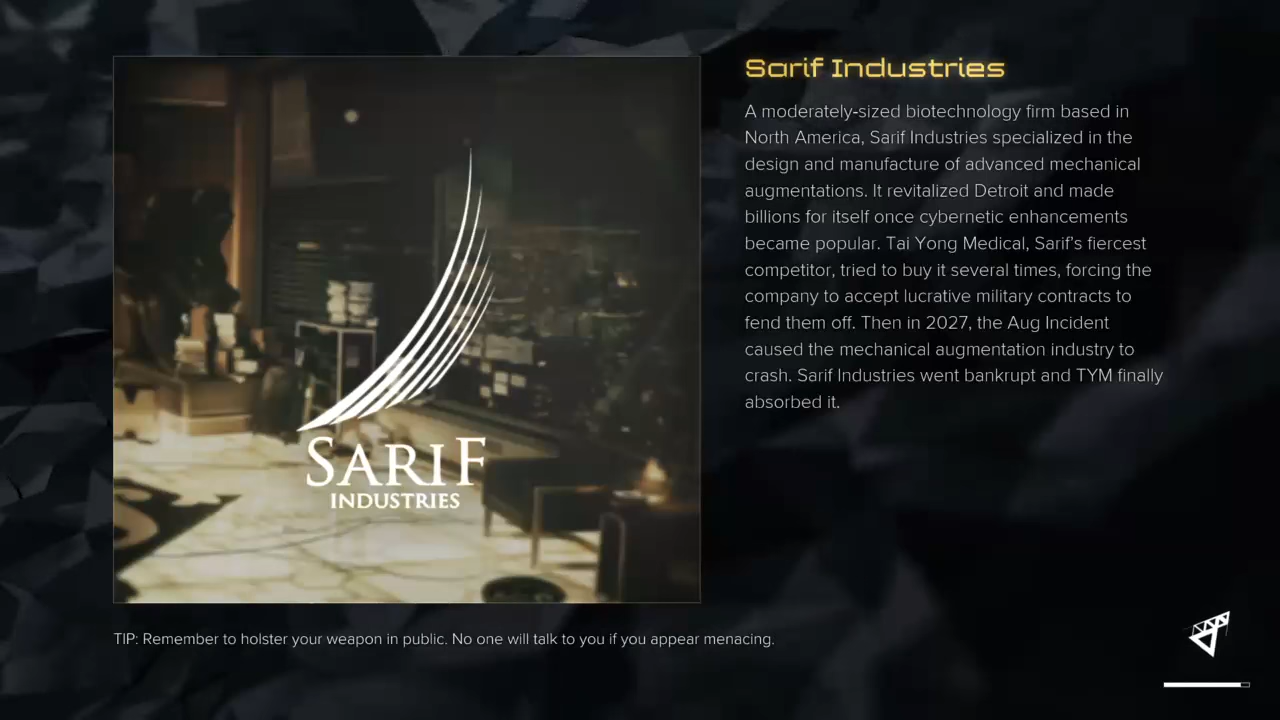 Sarif Industries
A moderately-sized biotechnology firm based in
North America, Sarif Industries specialized in the
design and manufacture of advanced mechanical
augmentations. It revitalized Detroit and made
billions for itself once cybernetic enhancements
became popular. Tai Yong Medical, Sarif's fiercest
competitor, tried to buy it several times, forcing the
company to accept lucrative military contracts to
fend them off. Then in 2027, the Aug Incident
caused the mechanical augmentation industry to
crash. Sarif Industries went bankrupt and TYM finally
absorbed it.
SARIF
INDUSTRIES
TIP: Remember to holster your weapon in public. No one will talk to you if you appear menacing.